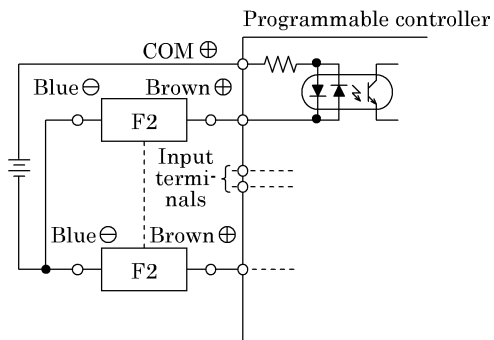 Programmable controller
COM ⊕
Blue ⊖
Brown ⊕
F2
Input
termi-
nals
Blue ⊖
Brown ⊕
F2